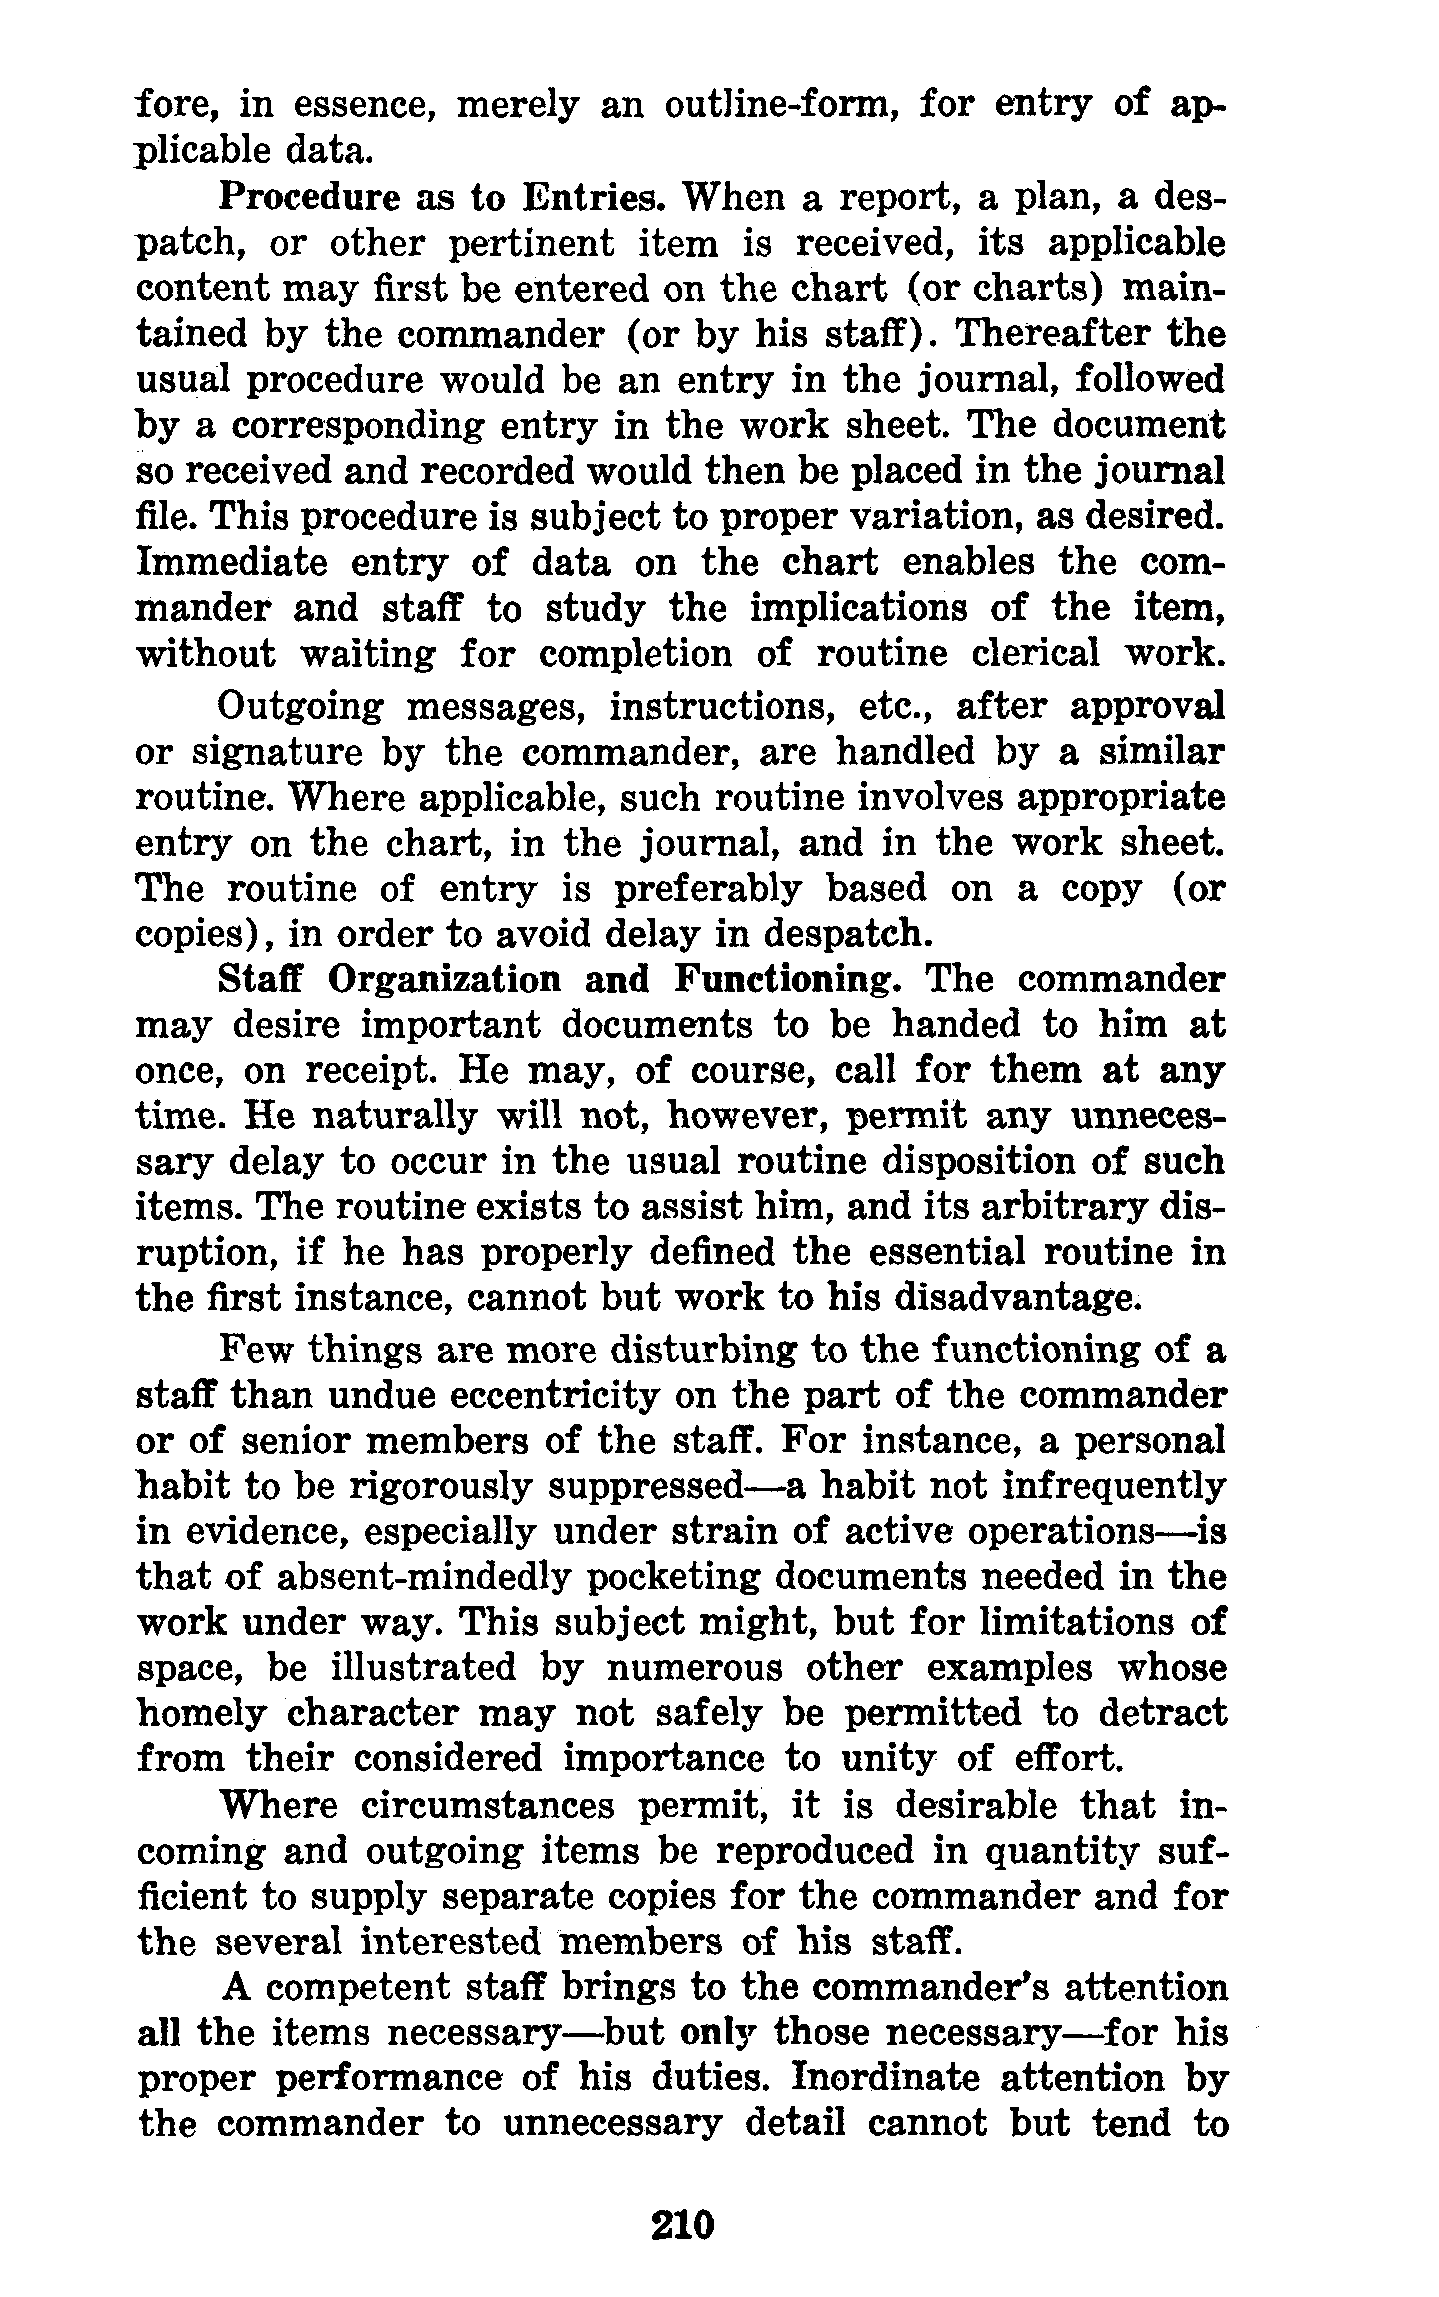 fore, in essence, merely an outline-form, for entry of ap-
plicable data.
Procedure as to Entries. When a report, a plan, a des-
patch, or other pertinent item is received, its applicable
content may first be entered on the chart (or charts) main-
tained by the commander (or by his staff). Thereafter the
usual procedure would be an entry in the journal, followed
by a corresponding entry in the work sheet. The document
so received and recorded would then be placed in the journal
file. This procedure is subject to proper variation, as desired.
Immediate entry of data on the chart enables the com-
mander and staff to study the implications of the item,
without waiting for completion of routine clerical work.
Outgoing messages, instructions, etc., after approval
or signature by the commander, are handled by a similar
routine. Where applicable, such routine involves appropriate
entry on the chart, in the journal, and in the work sheet.
The routine of entry is preferably based on a copy (or
copies), in order to avoid delay in despatch.
Staff Organization and Functioning. The commander
may desire important documents to be handed to him at
once, on receipt. He may, of course, call for them at any
time. He naturally will not, however, permit any unneces-
sary delay to occur in the usual routine disposition of such
items. The routine exists to assist him, and its arbitrary dis-
ruption, if he has properly defined the essential routine in
the first instance, cannot but work to his disadvantage.
Few things are more disturbing to the functioning of a
staff than undue eccentricity on the part of the commander
or of senior members of the staff. For instance, a personal
habit to be rigorously suppressed—a habit not infrequently
in evidence, especially under strain of active operations—is
that of absent-mindedly pocketing documents needed in the
work under way. This subject might, but for limitations of
space, be illustrated by numerous other examples whose
homely character may not safely be permitted to detract
from their considered importance to unity of effort.
Where circumstances permit, it is desirable that in-
coming and outgoing items be reproduced in quantity suf-
ficient to supply separate copies for the commander and for
the several interested members of his staff.
A competent staff brings to the commander's attention
all the items necessary—but only those necessary—for his
proper performance of his duties. Inordinate attention by
the commander to unnecessary detail cannot but tend to
210